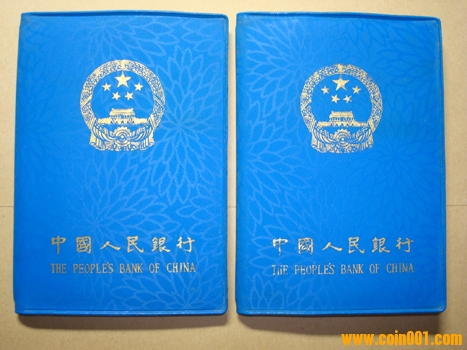 中國人民銀行
THE PEOPLE'S BANK OF CHINA
中國人民銀行
THE PEOPLE'S BANK OF CHINA
www.coin001.com